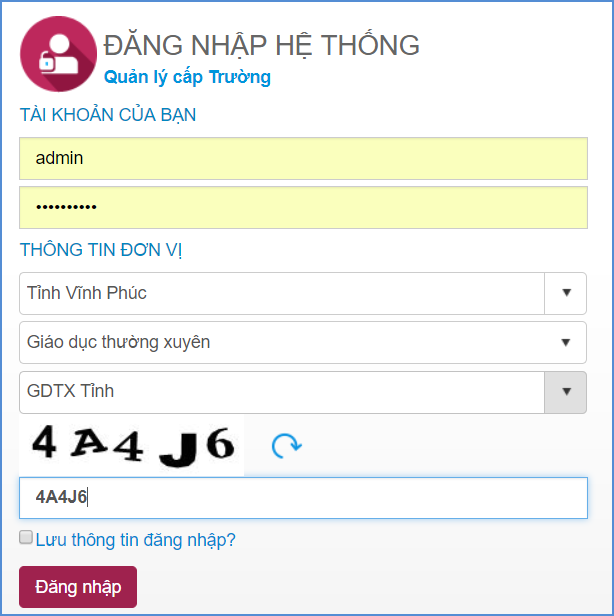 ĐĂNG NHẬP HỆ THỐNG
Quản lý cấp Trường
TÀI KHOẢN CỦA BẠN
admin
••••••••••
THÔNG TIN ĐƠN VỊ
Tỉnh Vĩnh Phúc
Giáo dục thường xuyên
GDTX Tỉnh
4A4J6
4A4J6
Lưu thông tin đăng nhập?
Đăng nhập